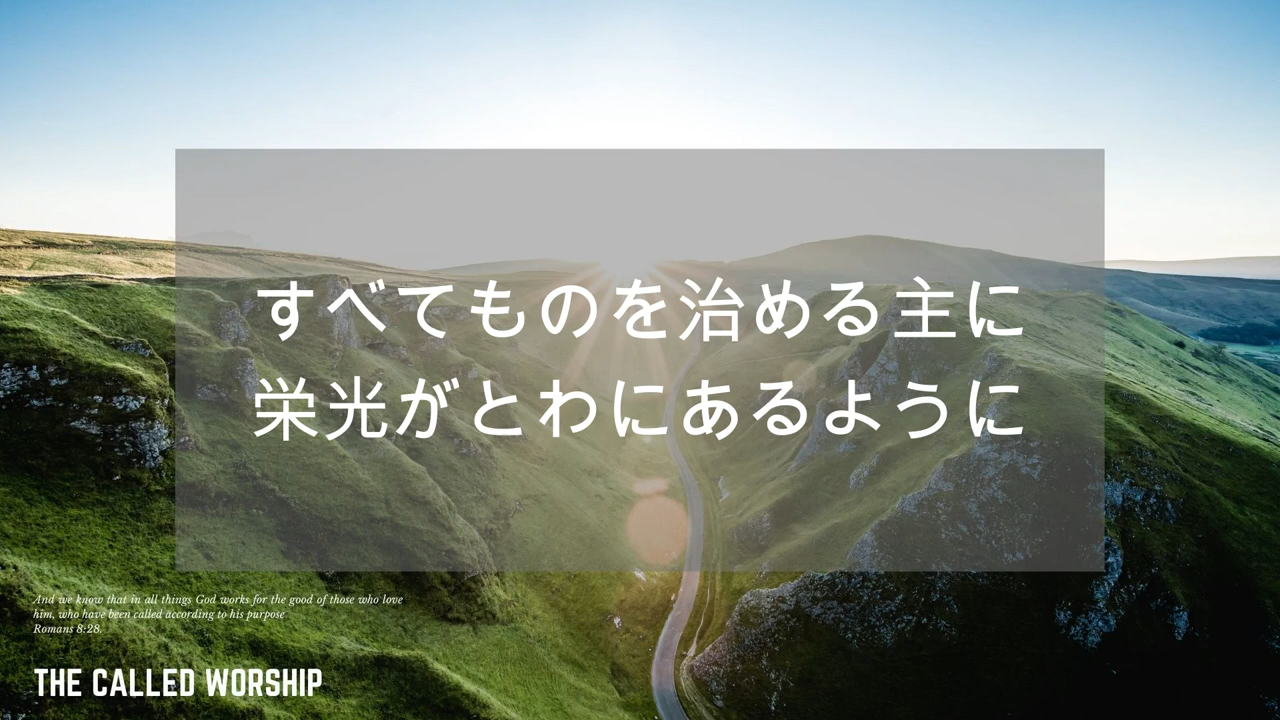 すべてものを治める主に
栄光がとわにあるように
And we know that in all things God works for the good of those who love
him, who have been called according to his purpose
Romans 8:28.
THE CALLED WORSHIP